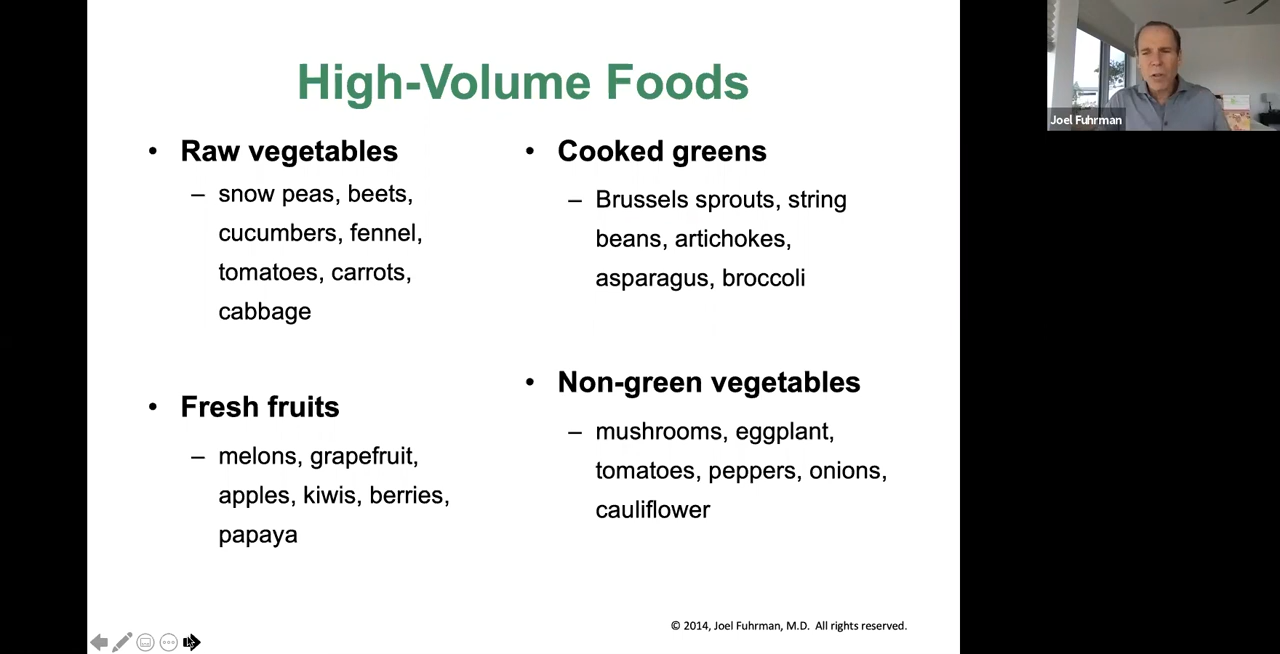 High-Volume Foods
• Raw vegetables
– snow peas, beets,
cucumbers, fennel,
tomatoes, carrots,
cabbage
• Fresh fruits
– melons, grapefruit,
apples, kiwis, berries,
papaya
• Cooked greens
– Brussels sprouts, string
beans, artichokes,
asparagus, broccoli
• Non-green vegetables
– mushrooms, eggplant,
tomatoes, peppers, onions,
cauliflower
© 2014, Joel Fuhrman, M.D. All rights reserved.
Joel Fuhrman